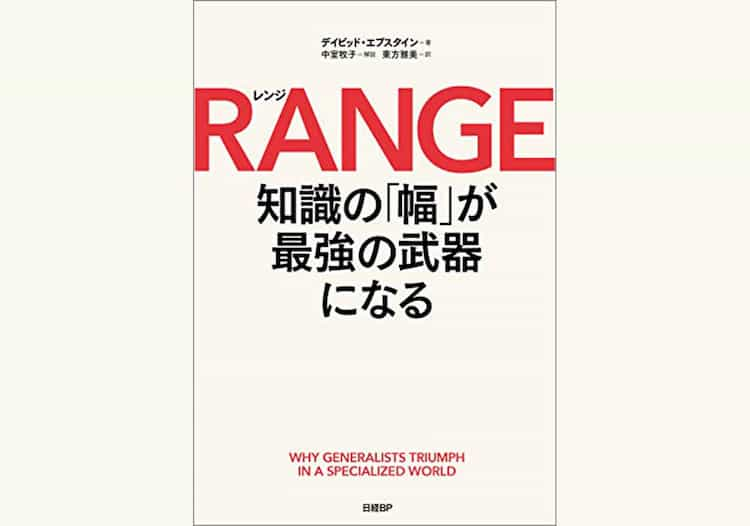 デイビッド・エプスタイン－著
中室牧子－解説 東方雅美－訳
レンジ
RANGE
知識の「幅」が
最強の武器
になる
WHY GENERALISTS TRIUMPH
IN A SPECIALIZED WORLD
日経BP